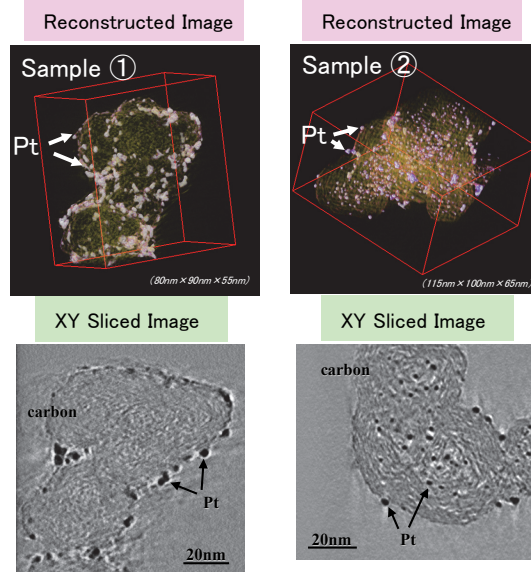 Reconstructed Image
Reconstructed Image
Sample ①
Pt
(80nm×90nm×55nm)
Sample ②
Pt
(115nm×100nm×65nm)
XY Sliced Image
XY Sliced Image
carbon
Pt
20nm
carbon
Pt
20nm